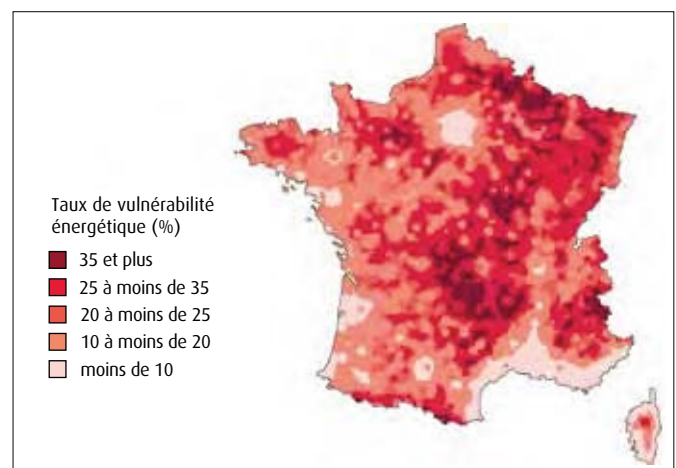 Taux de vulnérabilité
énergétique (%)
35 et plus
25 à moins de 35
20 à moins de 25
10 à moins de 20
moins de 10